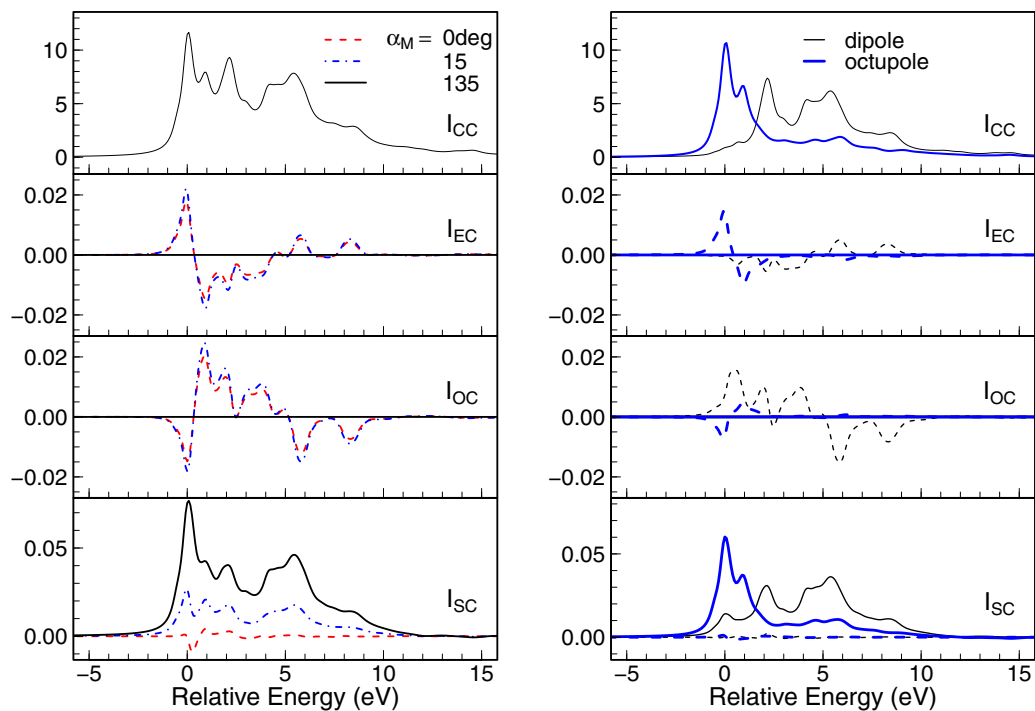 α_M = 0deg
15
135
10
5
0
I_CC
0.02
0.00
−0.02
I_EC
0.02
0.00
−0.02
I_OC
0.05
0.00
I_SC
−5 0 5 10 15
Relative Energy (eV)
dipole
octupole
10
5
0
I_CC
0.02
0.00
−0.02
I_EC
0.02
0.00
−0.02
I_OC
0.05
0.00
I_SC
−5 0 5 10 15
Relative Energy (eV)